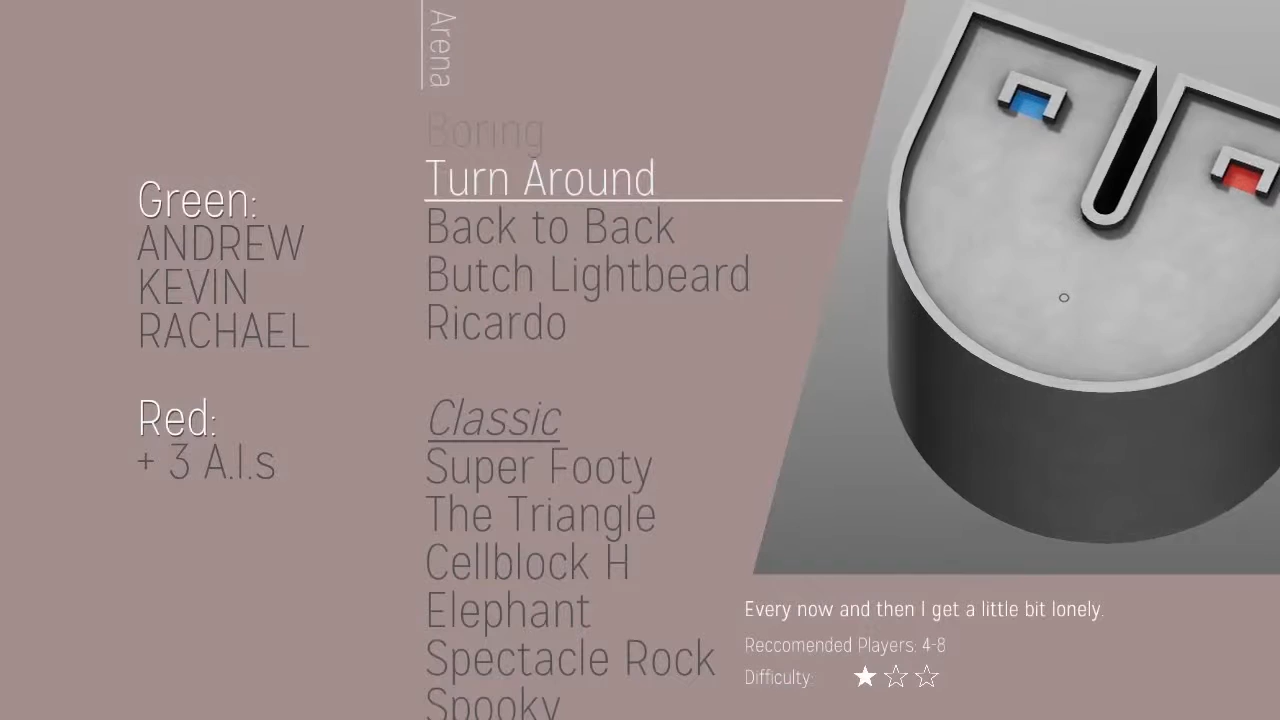 Arena
Green:
ANDREW
KEVIN
RACHAEL
Red:
+ 3 A.I.s
Boring
Turn Around
Back to Back
Butch Lightbeard
Ricardo
Classic
Super Footy
The Triangle
Cellblock H
Elephant
Spectacle Rock
Spooky
Every now and then I get a little bit lonely.
Reccomended Players: 4-8
Difficulty: